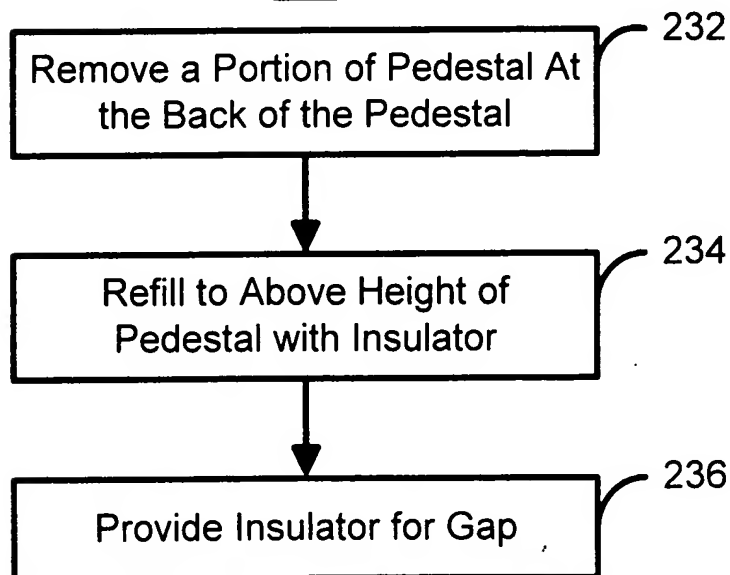 232
Remove a Portion of Pedestal At
the Back of the Pedestal
234
Refill to Above Height of
Pedestal with Insulator
236
Provide Insulator for Gap